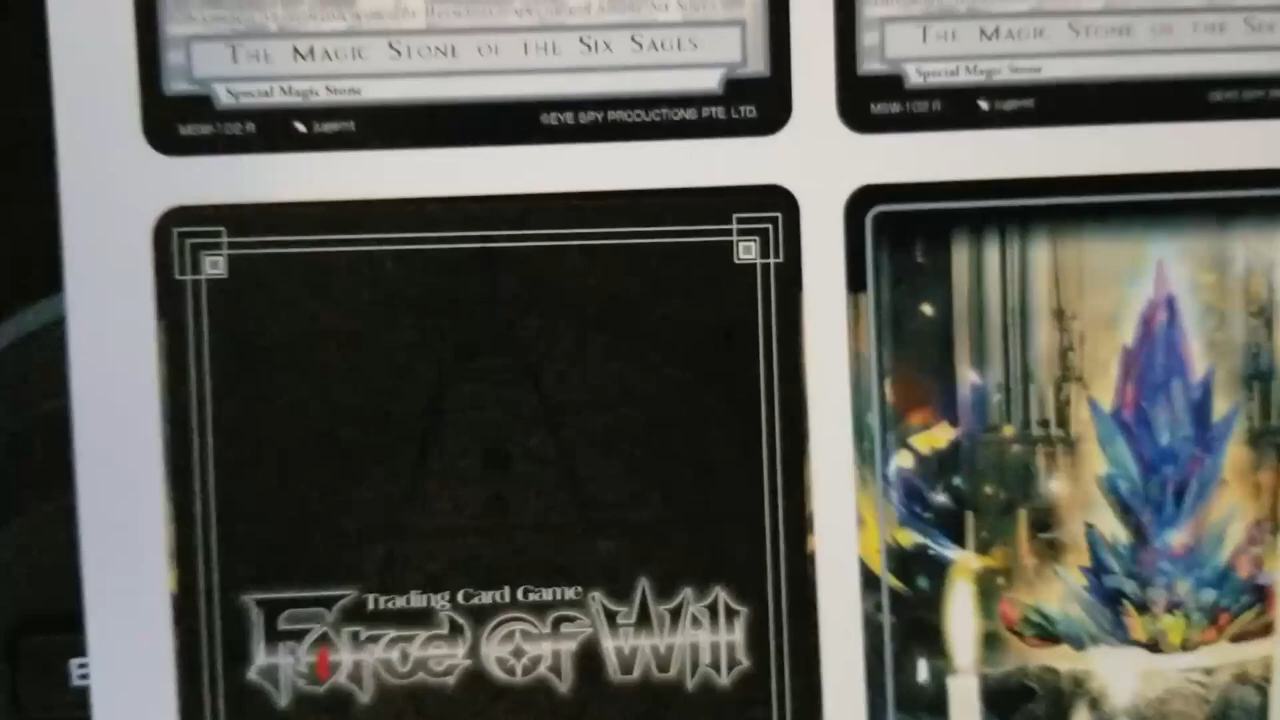 THE MAGIC STONE OF THE SIX SAGES
Special Magic Stone
MSW-102 R
©EYE SPY PRODUCTIONS PTE. LTD.
THE MAGIC STONE OF THE
Special Magic Stone
MSW-102 R
Trading Card Game
Force Of Will